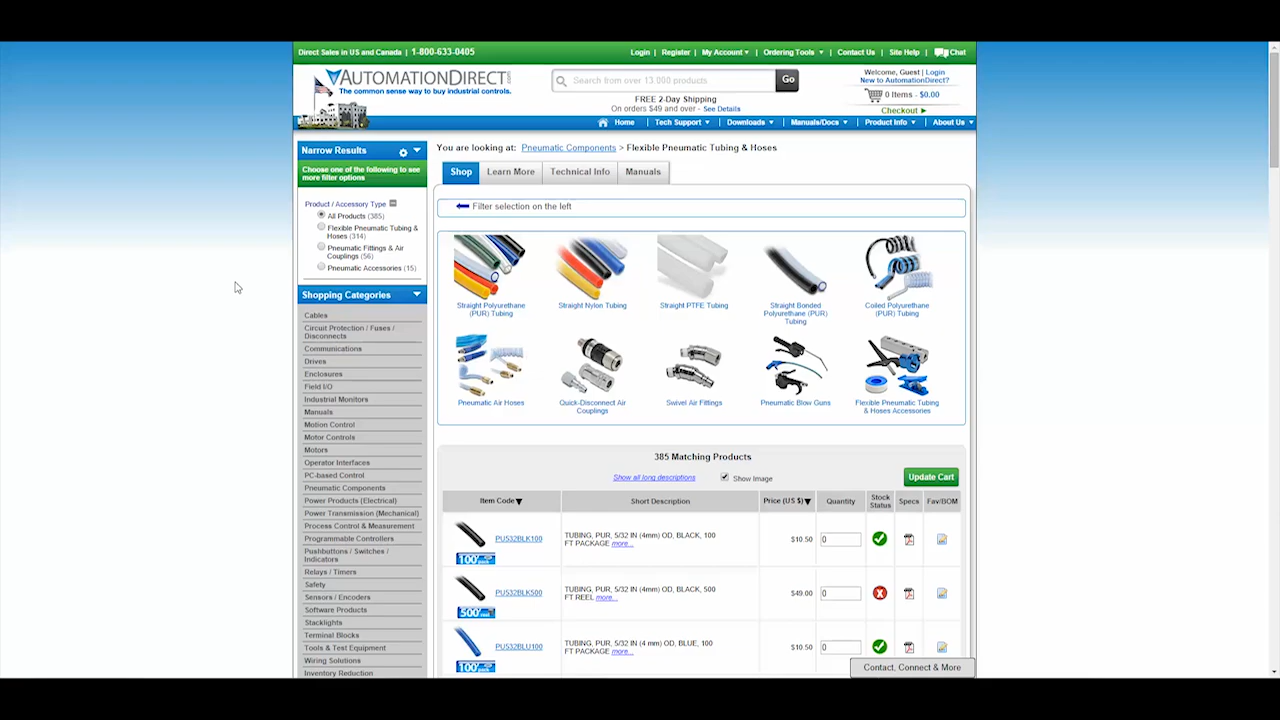 Direct Sales in US and Canada | 1-800-633-0405
Login | Register | My Account | Ordering Tools | Contact Us | Site Help | Chat
AUTOMATIONDIRECT.com
The common sense way to buy industrial controls.
Search from over 13,000 products
Go
FREE 2-Day Shipping
On orders $49 and over - See Details
Welcome, Guest | Login
New to AutomationDirect?
0 Items - $0.00
Checkout
Home | Tech Support | Downloads | Manuals/Docs | Product Info | About Us
Narrow Results
Choose one of the following to see
more filter options
Product / Accessory Type
All Products (385)
Flexible Pneumatic Tubing &
Hoses (314)
Pneumatic Fittings & Air
Couplings (56)
Pneumatic Accessories (15)
Shopping Categories
Cables
Circuit Protection / Fuses /
Disconnects
Communications
Drives
Enclosures
Field I/O
Industrial Monitors
Manuals
Motion Control
Motor Controls
Motors
Operator Interfaces
PC-based Control
Pneumatic Components
Power Products (Electrical)
Power Transmission (Mechanical)
Process Control & Measurement
Programmable Controllers
Pushbuttons / Switches /
Indicators
Relays / Timers
Safety
Sensors / Encoders
Software Products
Stacklights
Terminal Blocks
Tools & Test Equipment
Wiring Solutions
Inventory Reduction
You are looking at: Pneumatic Components > Flexible Pneumatic Tubing & Hoses
Shop
Learn More
Technical Info
Manuals
Filter selection on the left
Straight Polyurethane
(PUR) Tubing
Straight Nylon Tubing
Straight PTFE Tubing
Straight Bonded
Polyurethane (PUR)
Tubing
Coiled Polyurethane
(PUR) Tubing
Pneumatic Air Hoses
Quick-Disconnect Air
Couplings
Swivel Air Fittings
Pneumatic Blow Guns
Flexible Pneumatic Tubing
& Hoses Accessories
385 Matching Products
Show all long descriptions
Show Image
Update Cart
Item Code
Short Description
Price (US $)
Quantity
Stock
Status
Specs
Fav/BOM
100'
PU532BLK100
TUBING, PUR, 5/32 IN (4mm) OD, BLACK, 100
FT PACKAGE more...
$10.50
0
500'
PU532BLK500
TUBING, PUR, 5/32 IN (4mm) OD, BLACK, 500
FT REEL more...
$49.00
0
100'
PU532BLU100
TUBING, PUR, 5/32 IN (4 mm) OD, BLUE, 100
FT PACKAGE more...
$10.50
0
Contact, Connect & More